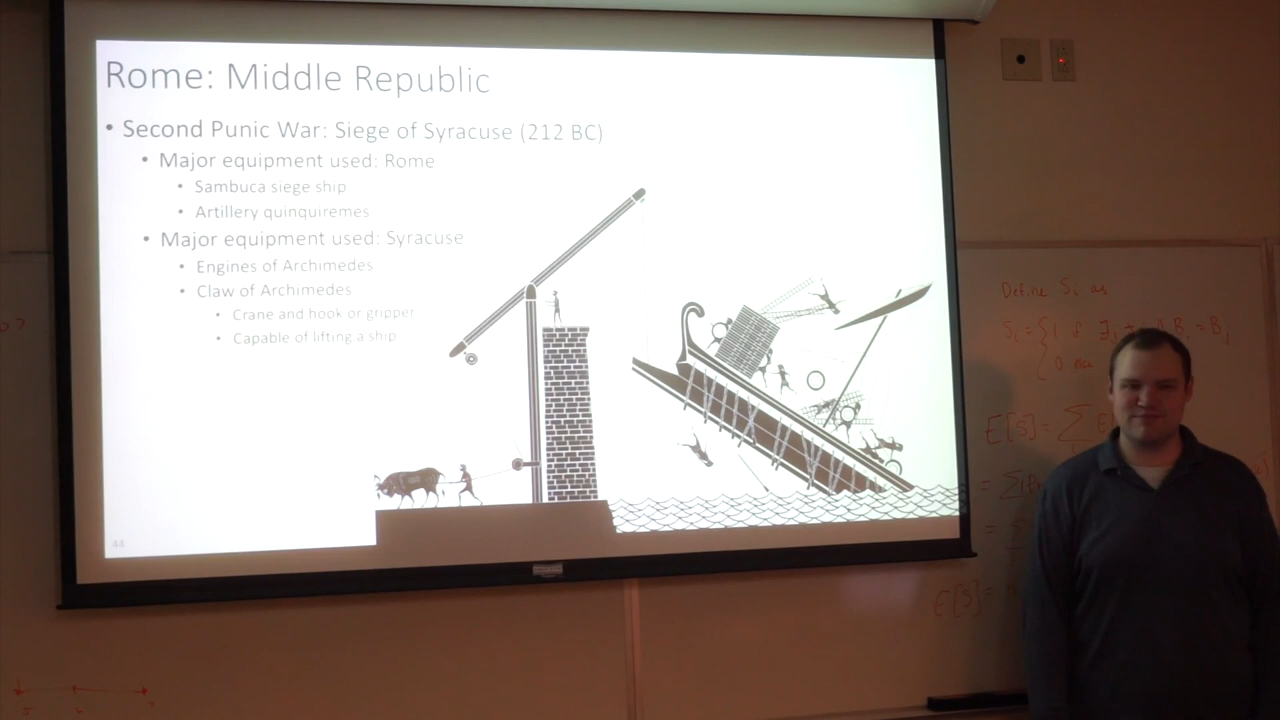 Rome: Middle Republic
• Second Punic War: Siege of Syracuse (212 BC)
• Major equipment used: Rome
• Sambuca siege ship
• Artillery quinquiremes
• Major equipment used: Syracuse
• Engines of Archimedes
• Claw of Archimedes
• Crane and hook or gripper
• Capable of lifting a ship
44
Define Si as
E[S] = Σ
E[S] =